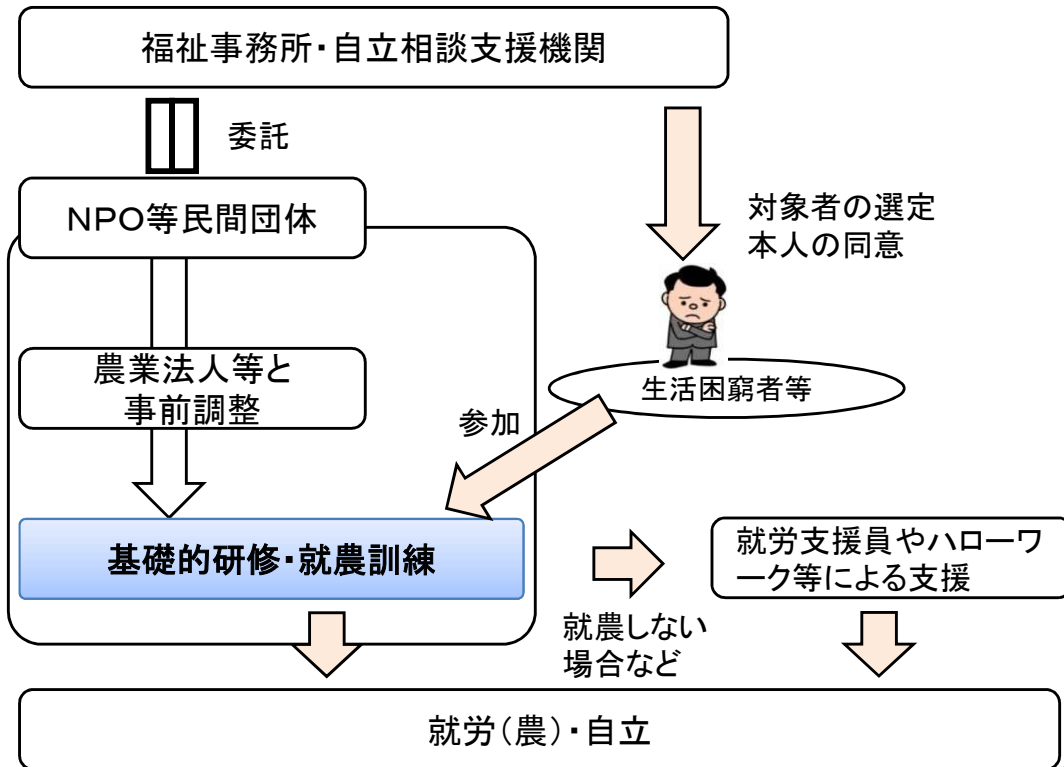 福祉事務所・自立相談支援機関
委託
NPO等民間団体
対象者の選定
本人の同意
農業法人等と
事前調整
生活困窮者等
参加
基礎的研修・就農訓練
就労支援員やハローワ
ーク等による支援
就農しない
場合など
就労(農)・自立